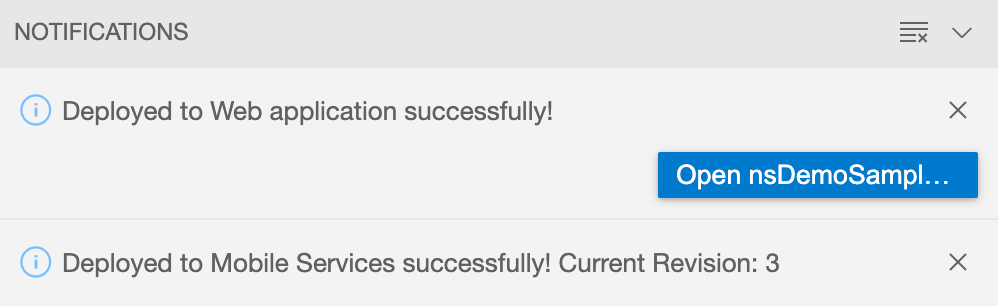 NOTIFICATIONS
Deployed to Web application successfully!
Open nsDemoSampl...
Deployed to Mobile Services successfully! Current Revision: 3